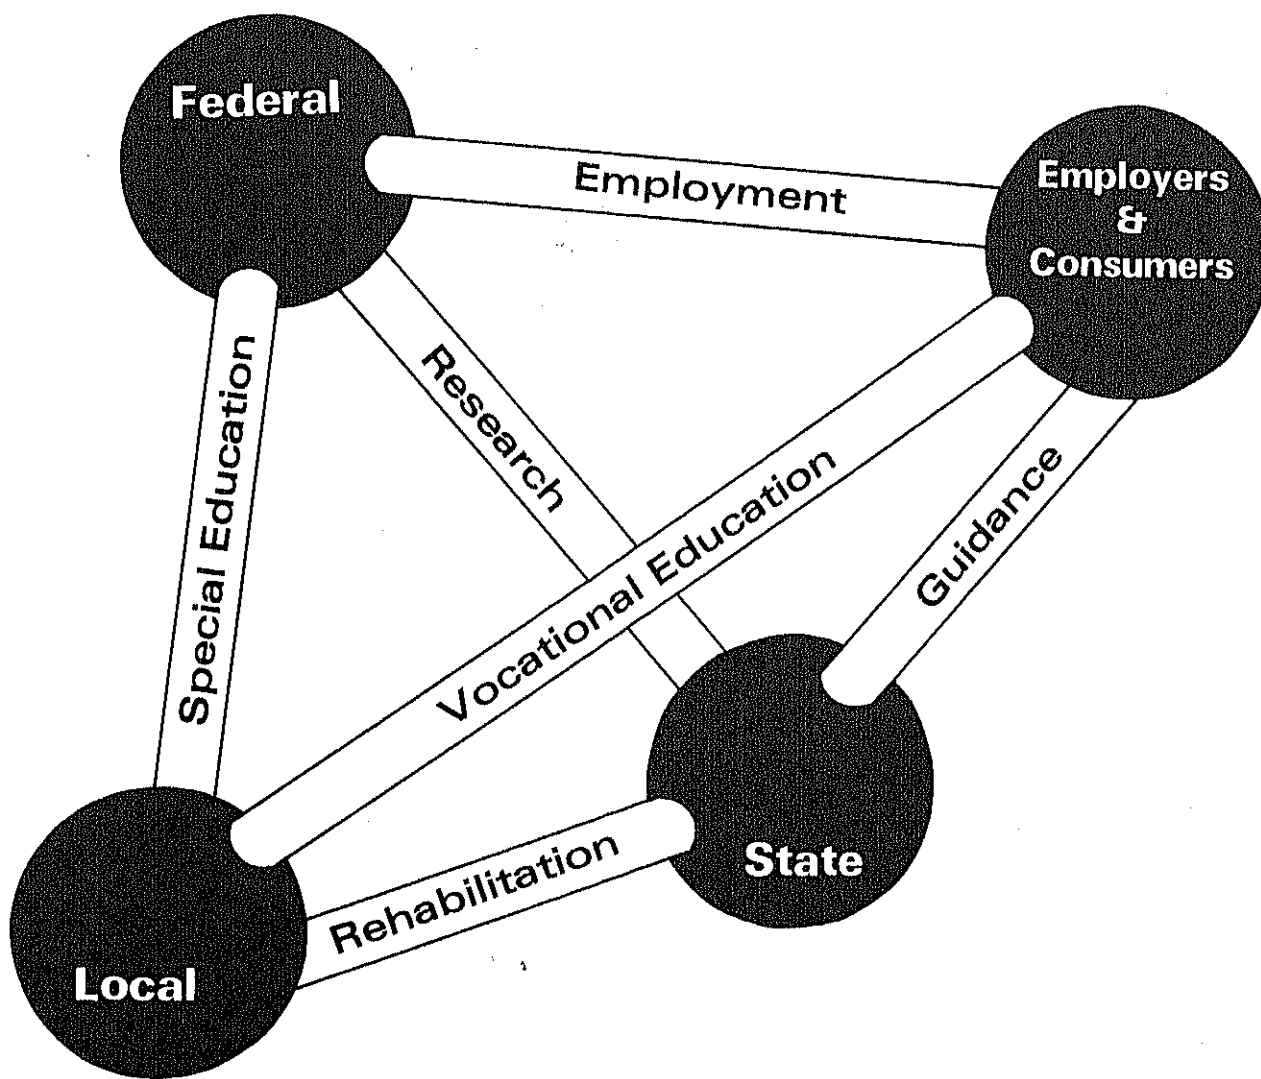 Federal
Employment
Employers
&
Consumers
Research
Special Education
Vocational Education
Guidance
State
Rehabilitation
Local